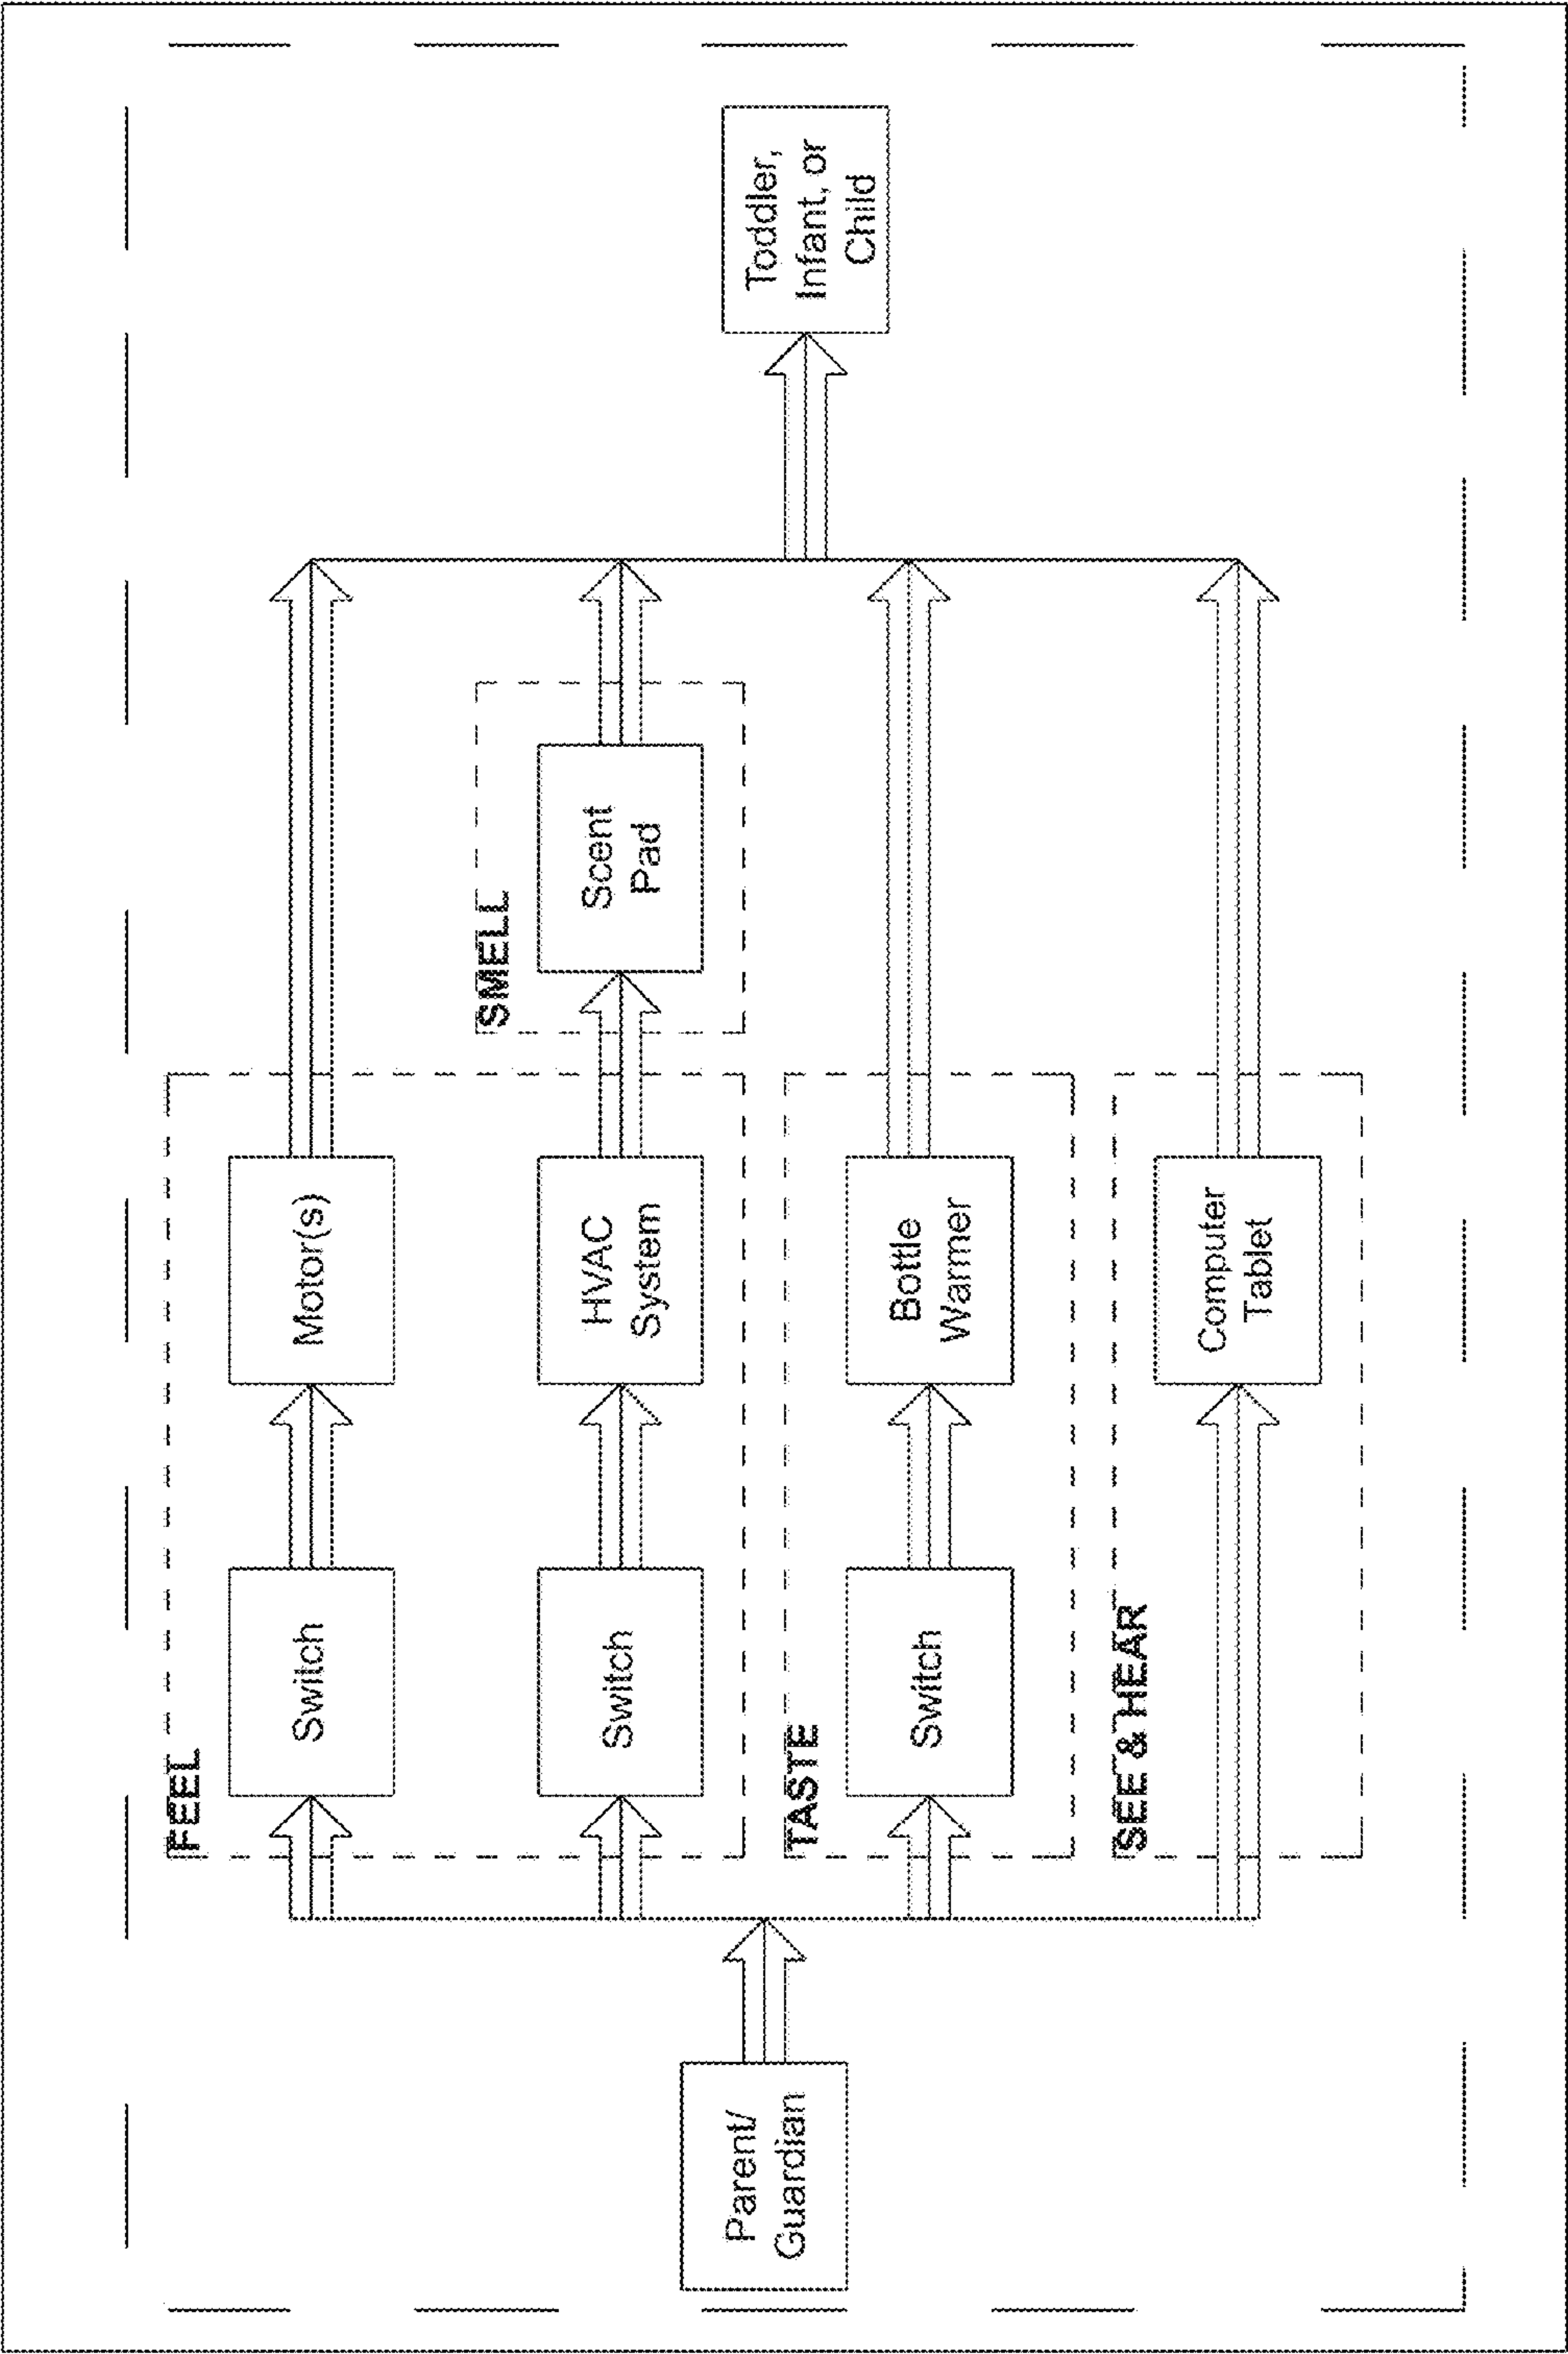 FEEL
Switch
Motor(s)
Switch
HVAC
System
SMELL
Scent
Pad
TASTE
Switch
Bottle
Warmer
SEE & HEAR
Computer
Tablet
Parent/
Guardian
Toddler,
Infant, or
Child